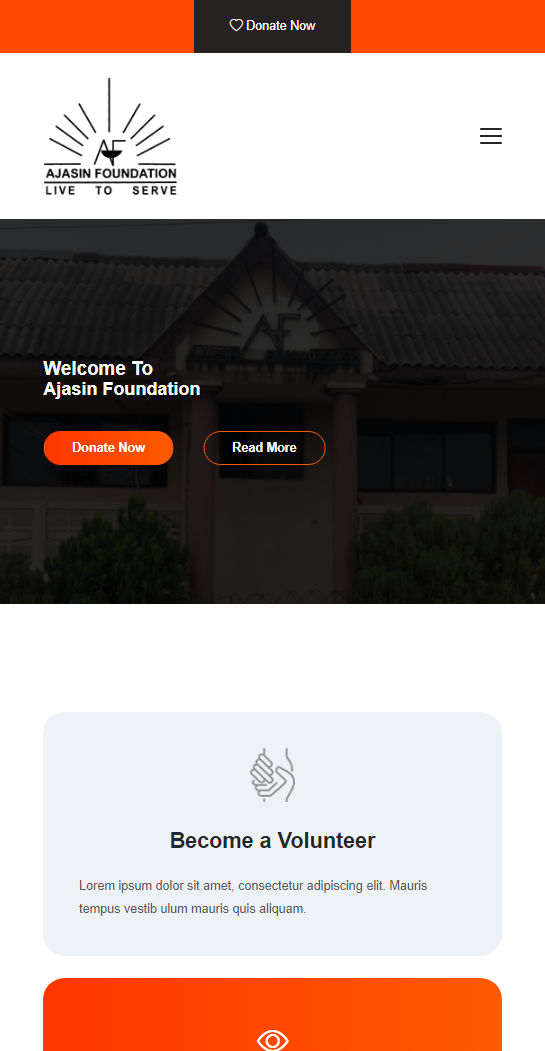 Donate Now
AF
AJASIN FOUNDATION
LIVE TO SERVE
AF
Welcome To
Ajasin Foundation
Donate Now
Read More
Become a Volunteer
Lorem ipsum dolor sit amet, consectetur adipiscing elit. Mauris
tempus vestib ulum mauris quis aliquam.